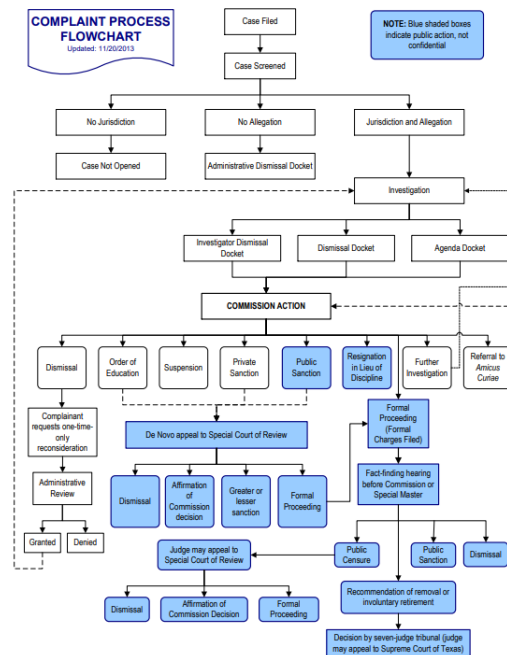 COMPLAINT PROCESS
FLOWCHART
Updated: 11/20/2013
Case Filed
NOTE: Blue shaded boxes
indicate public action, not
confidential
Case Screened
No Jurisdiction
No Allegation
Jurisdiction and Allegation
Case Not Opened
Administrative Dismissal Docket
Investigation
Investigator Dismissal
Docket
Dismissal Docket
Agenda Docket
COMMISSION ACTION
Dismissal
Order of
Education
Suspension
Private
Sanction
Public
Sanction
Resignation
in Lieu of
Discipline
Further
Investigation
Referral to
Amicus
Curiae
Complainant
requests one-time-
only
reconsideration
De Novo appeal to Special Court of Review
Formal
Proceeding
(Formal
Charges Filed)
Administrative
Review
Dismissal
Affirmation
of
Commission
decision
Greater or
lesser
sanction
Formal
Proceeding
Fact-finding hearing
before Commission or
Special Master
Granted
Denied
Judge may appeal to
Special Court of Review
Public
Censure
Public
Sanction
Dismissal
Dismissal
Affirmation of
Commission Decision
Formal
Proceeding
Recommendation of removal or
involuntary retirement
Decision by seven-judge tribunal (judge
may appeal to Supreme Court of Texas)